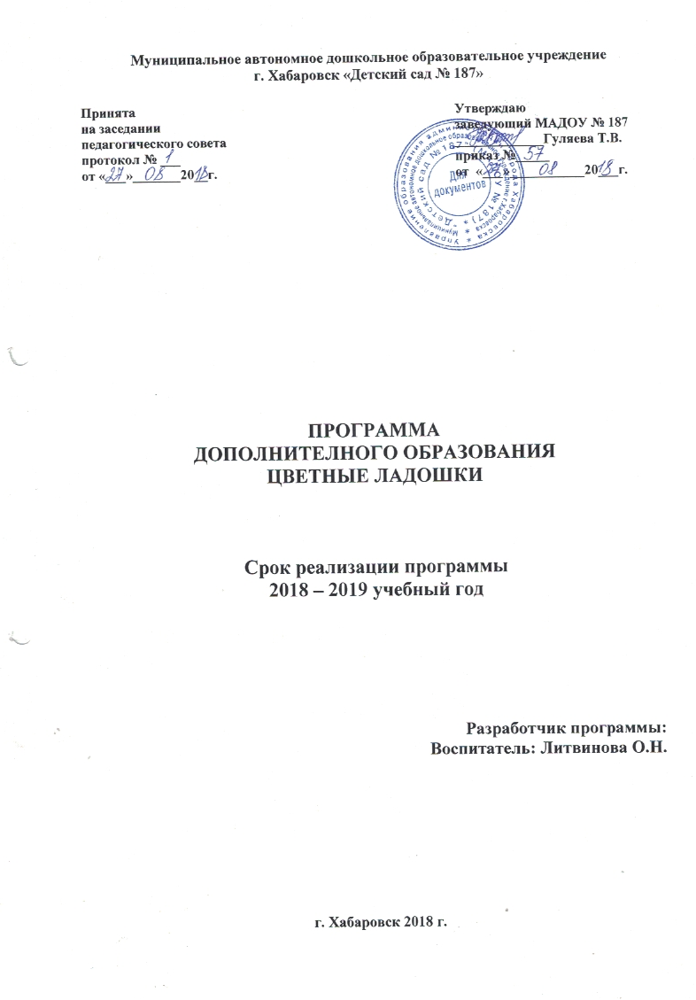 Муниципальное автономное дошкольное образовательное учреждение
г. Хабаровск «Детский сад № 187»
Принята
на заседании
педагогического совета
протокол № 1
от «27» 08 2018 г.
Утверждаю
заведующий МАДОУ № 187
Гуляева Т.В.
приказ № 57
от « » 08 2018 г.
Для
документов
ПРОГРАММА
ДОПОЛНИТЕЛНОГО ОБРАЗОВАНИЯ
ЦВЕТНЫЕ ЛАДОШКИ
Срок реализации программы
2018 – 2019 учебный год
Разработчик программы:
Воспитатель: Литвинова О.Н.
г. Хабаровск 2018 г.